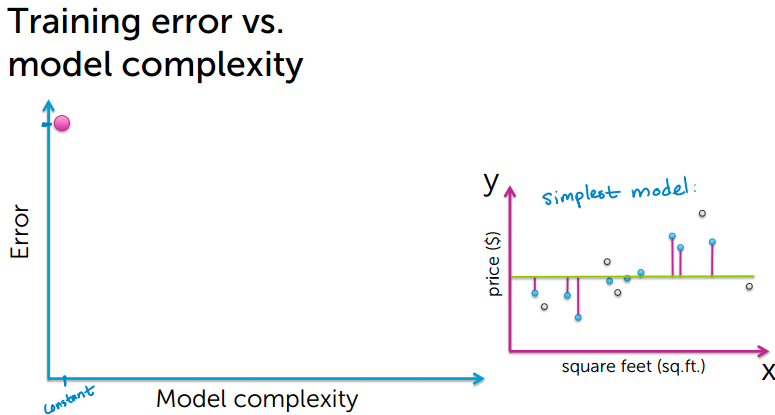 Training error vs.
model complexity
Error
constant
Model complexity
y
simplest model:
price ($)
square feet (sq.ft.)
x